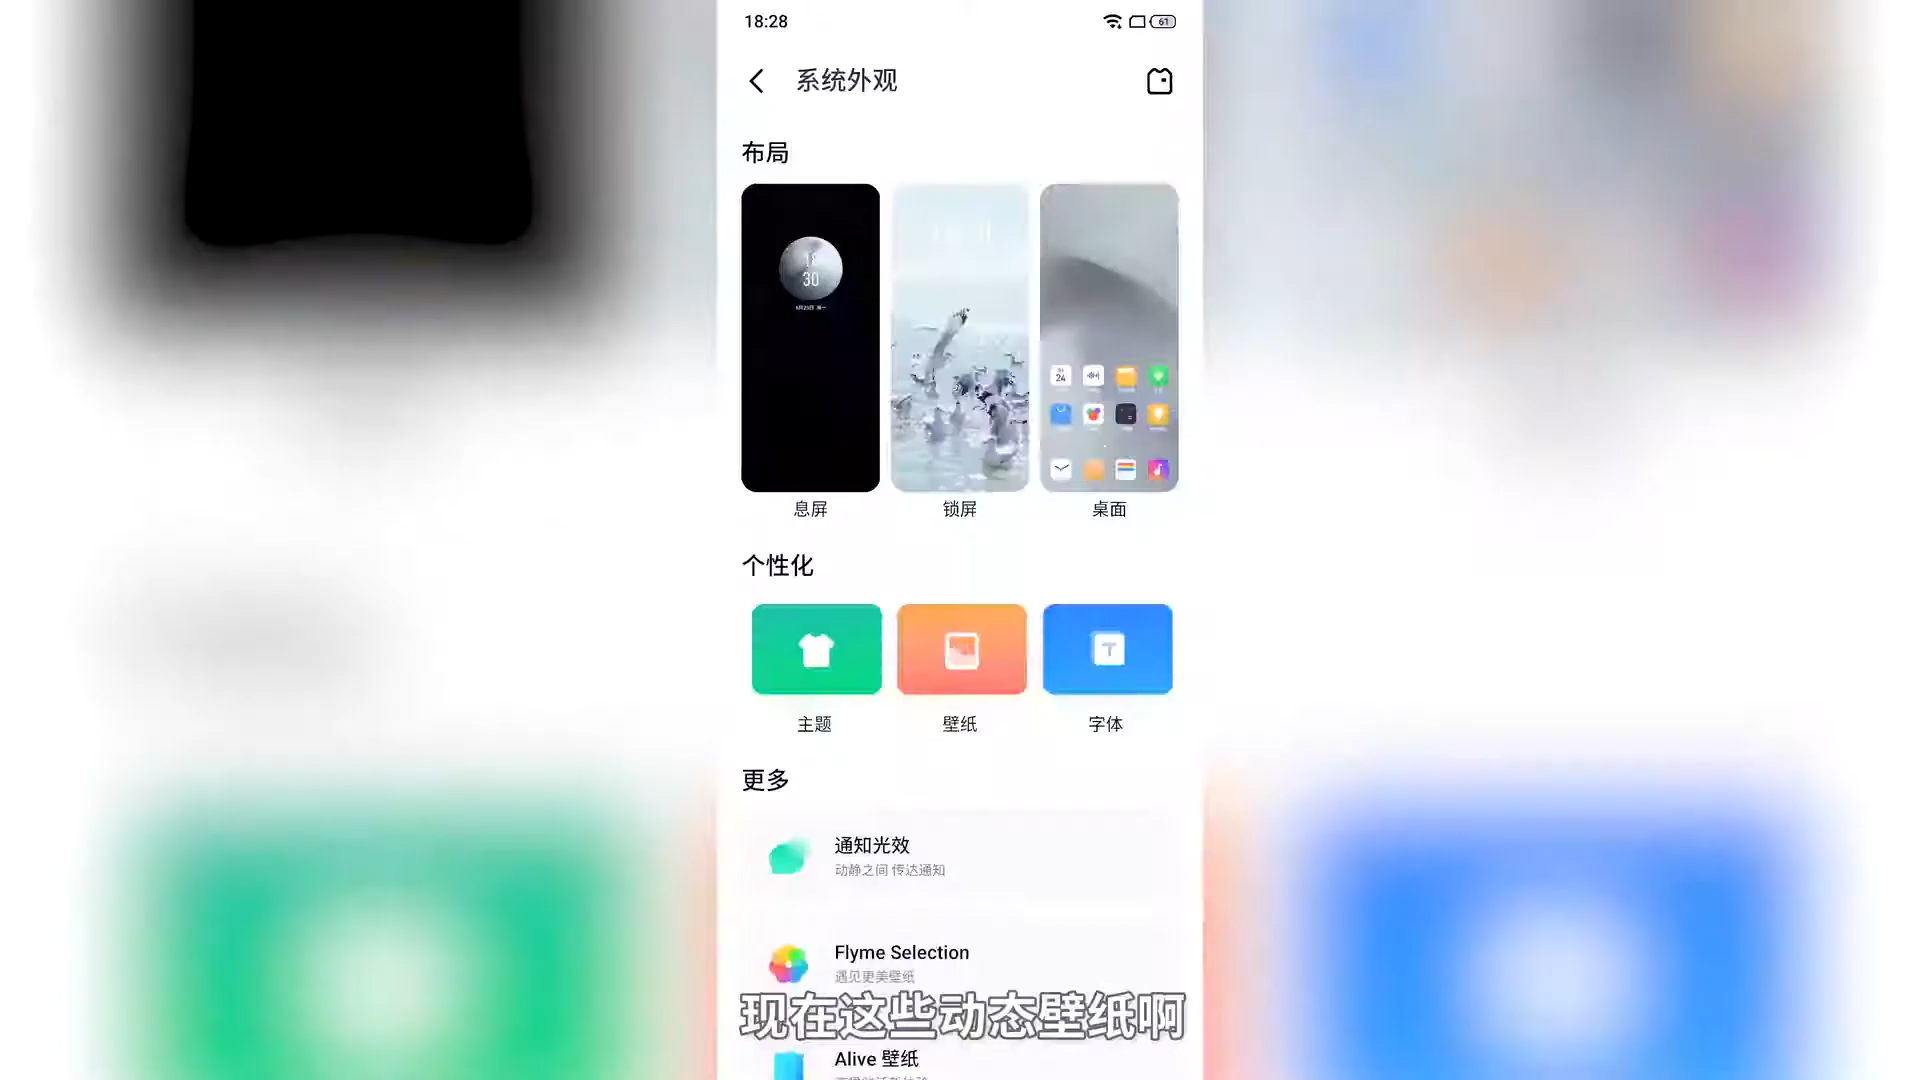 18:28
61
系统外观
布局
18
30
24
息屏
锁屏
桌面
个性化
T
主题
壁纸
字体
更多
通知光效
动静之间 传达通知
Flyme Selection
遇见更美壁纸
现在这些动态壁纸啊
Alive 壁纸